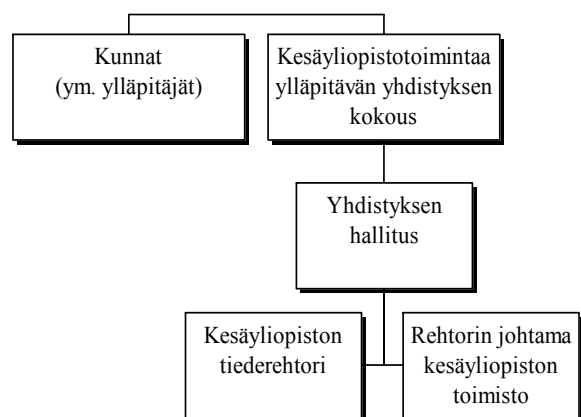 Kunnat
(ym. ylläpitäjät)
Kesäyliopistotoimintaa
ylläpitävän yhdistyksen
kokous
Yhdistyksen
hallitus
Kesäyliopiston
tiederehtori
Rehtorin johtama
kesäyliopiston
toimisto